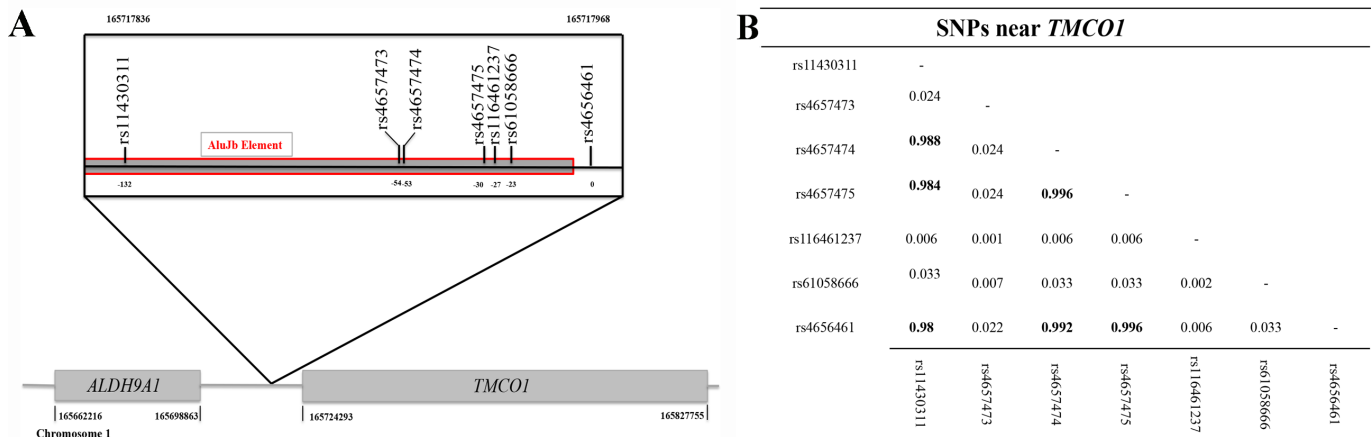 A
165717836
165717968
rs11430311
rs4657473
rs4657474
rs4657475
rs116461237
rs61058666
rs4656461
AluJb Element
-132
-54
-53
-30
-27
-23
0
ALDH9A1
TMCO1
165662216
165698863
165724293
165827755
Chromosome 1
B
SNPs near TMCO1
rs11430311 -
rs4657473 0.024 -
rs4657474 0.988 0.024 -
rs4657475 0.984 0.024 0.996 -
rs116461237 0.006 0.001 0.006 0.006 -
rs61058666 0.033 0.007 0.033 0.033 0.002 -
rs4656461 0.98 0.022 0.992 0.996 0.006 0.033 -
rs11430311
rs4657473
rs4657474
rs4657475
rs116461237
rs61058666
rs4656461